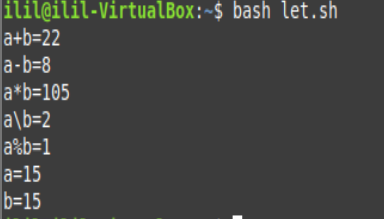 ilil@ilil-VirtualBox:~$ bash let.sh
a+b=22
a-b=8
a*b=105
a\b=2
a%b=1
a=15
b=15